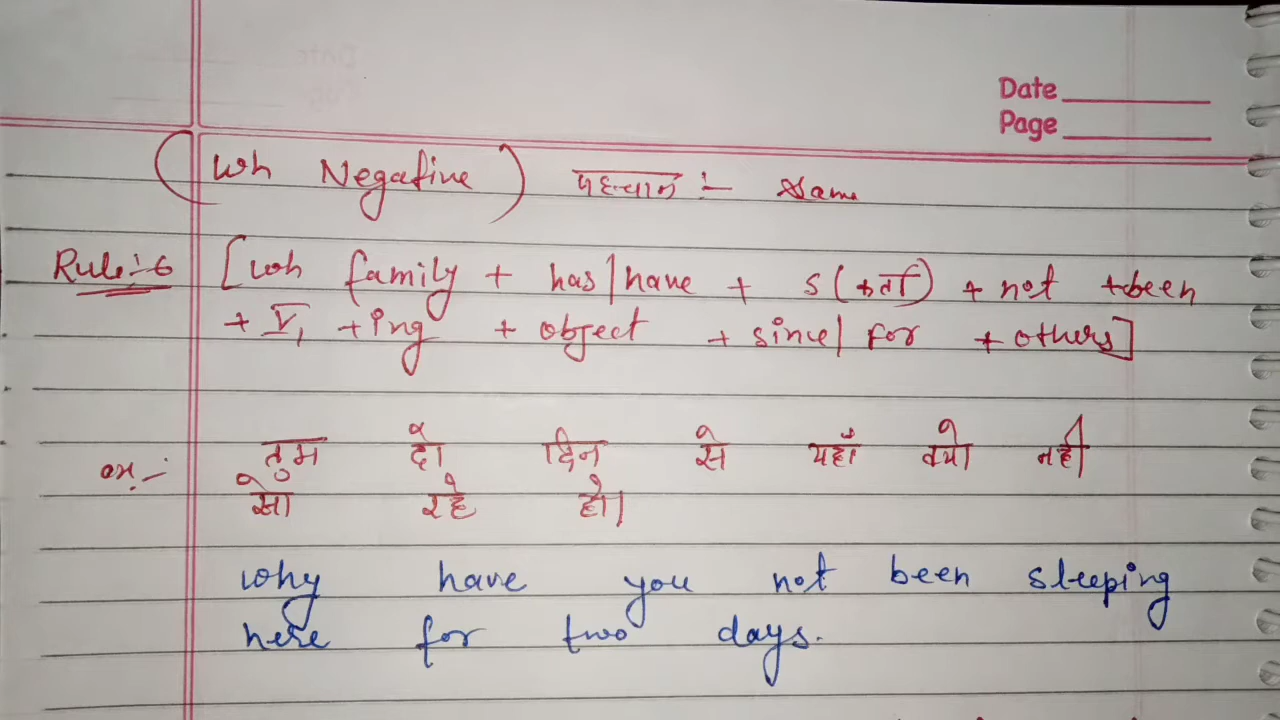 Date
Page
(Wh Negative) पहचान :- Same
Rule:-6 [wh family + has/have + S(कर्ता) + not +been
+ V1 +ing + object + since/for + others]
ex:- तुम दो दिन से यहाँ क्यो नही
सो रहे हो।
why have you not been sleeping
here for two days.